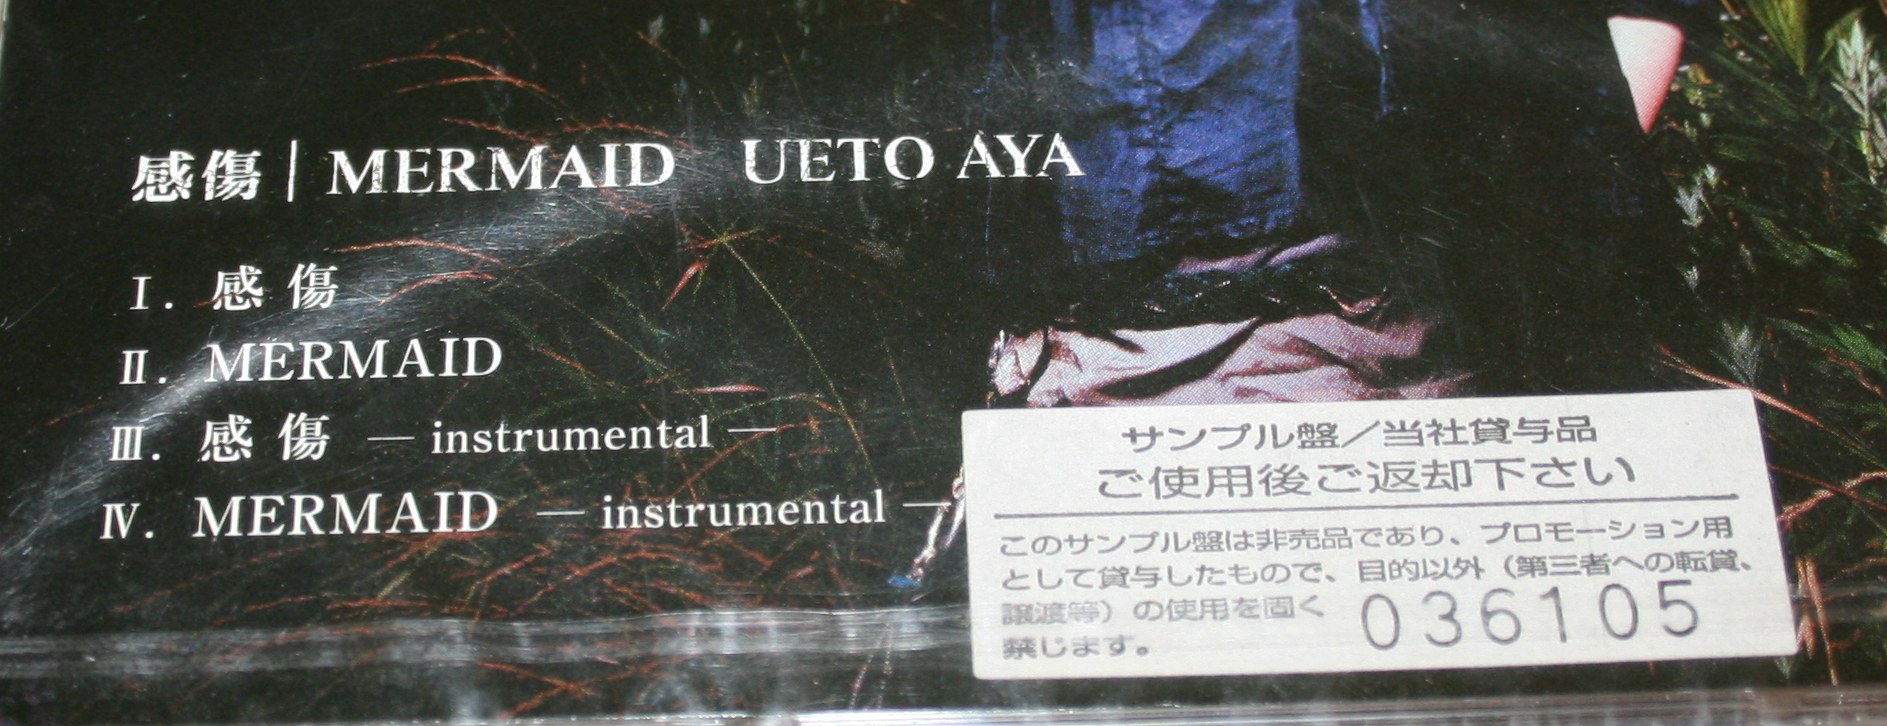 感傷｜MERMAID UETO AYA
Ⅰ. 感傷
Ⅱ. MERMAID
Ⅲ. 感傷 — instrumental —
Ⅳ. MERMAID — instrumental —
サンプル盤／当社貸与品
ご使用後ご返却下さい
このサンプル盤は非売品であり、プロモーション用
として貸与したもので、目的以外（第三者への転貸、
譲渡等）の使用を固く
禁じます。
036105